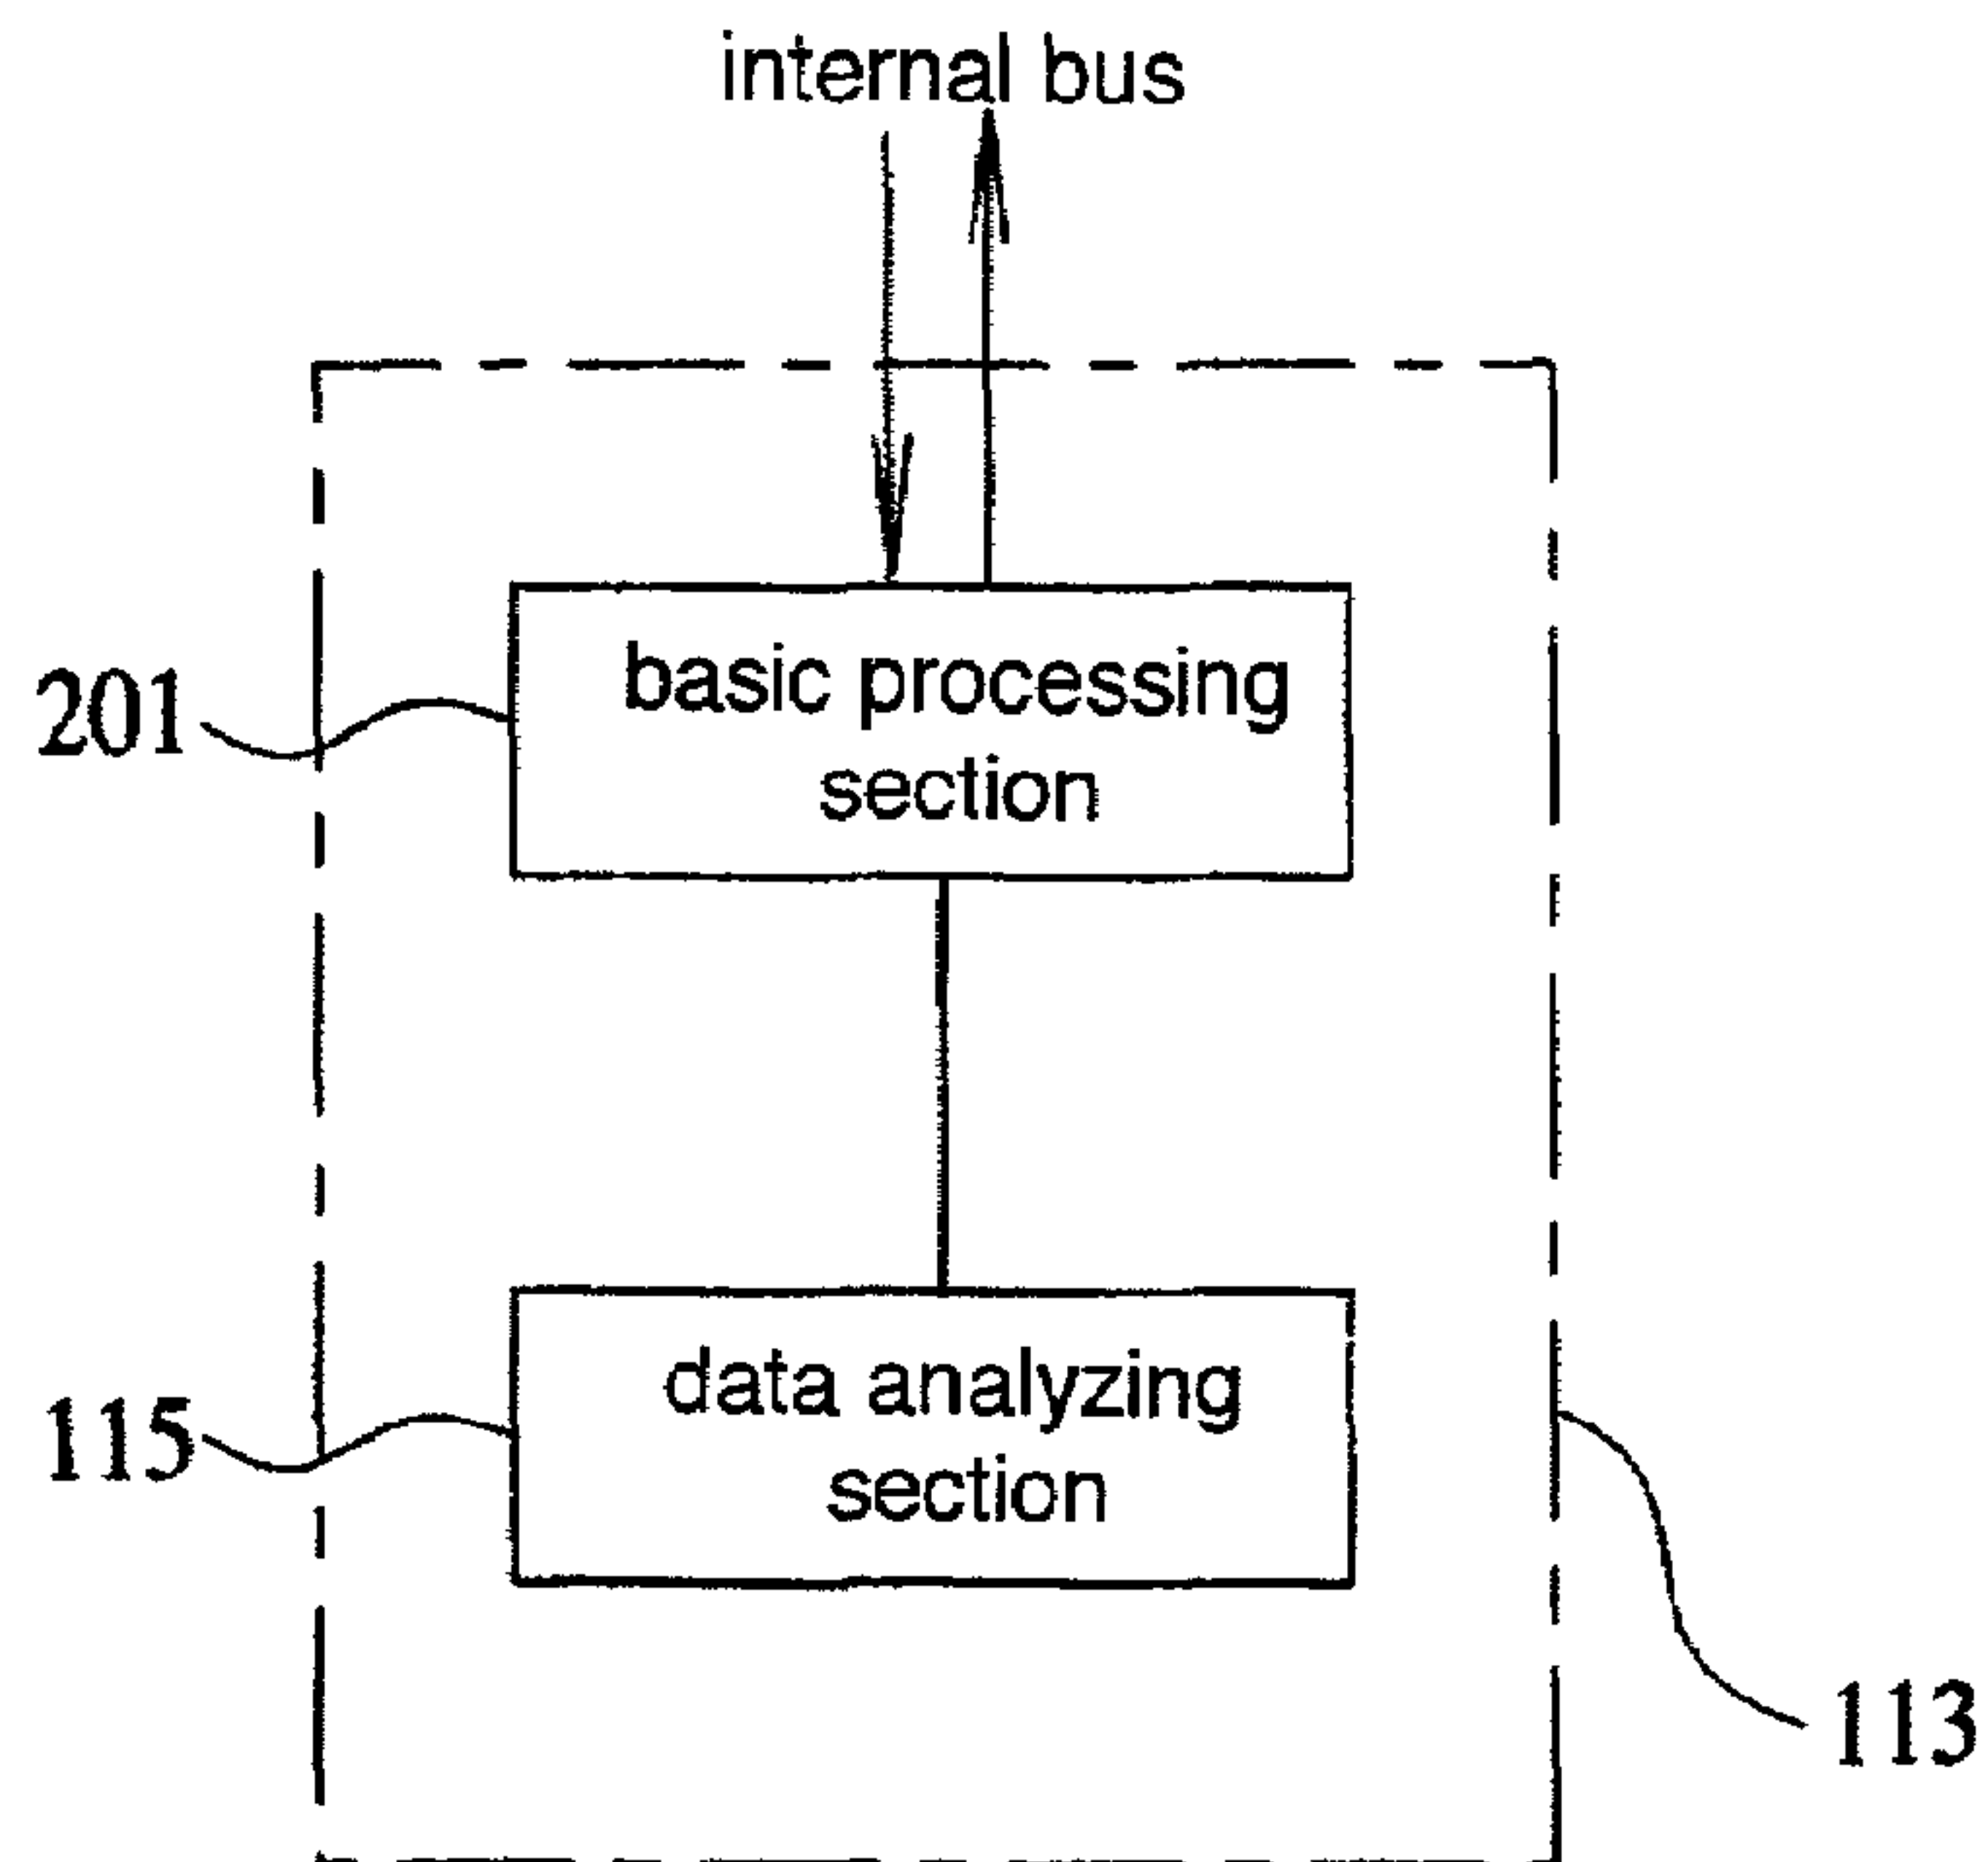 internal bus
201
basic processing
section
115
data analyzing
section
113